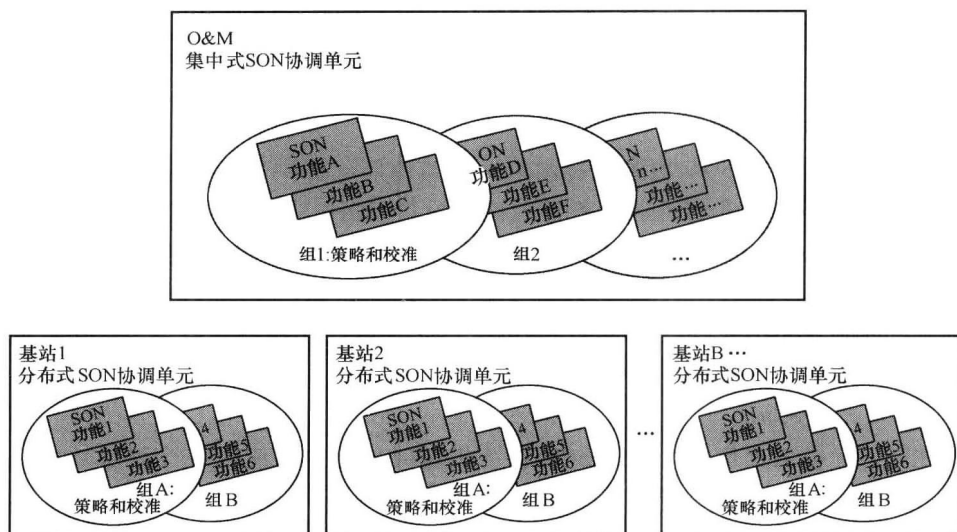 O&M
集中式SON协调单元
SON
功能A
功能B
功能C
组1:策略和校准
ON
功能D
功能E
功能F
组2
N
n…
功能…
功能…
…
基站1
分布式SON协调单元
SON
功能1
功能2
功能3
组A:
策略和校准
4
功能5
功能6
组B
基站2
分布式SON协调单元
SON
功能1
功能2
功能3
组A:
策略和校准
4
功能5
功能6
组B
…
基站B…
分布式SON协调单元
SON
功能1
功能2
功能3
组A:
策略和校准
4
功能5
功能6
组B